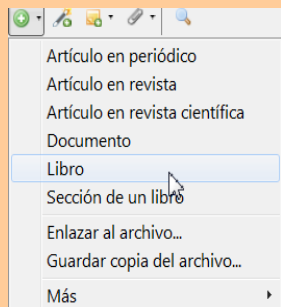 Artículo en periódico
Artículo en revista
Artículo en revista científica
Documento
Libro
Sección de un libro
Enlazar al archivo...
Guardar copia del archivo...
Más